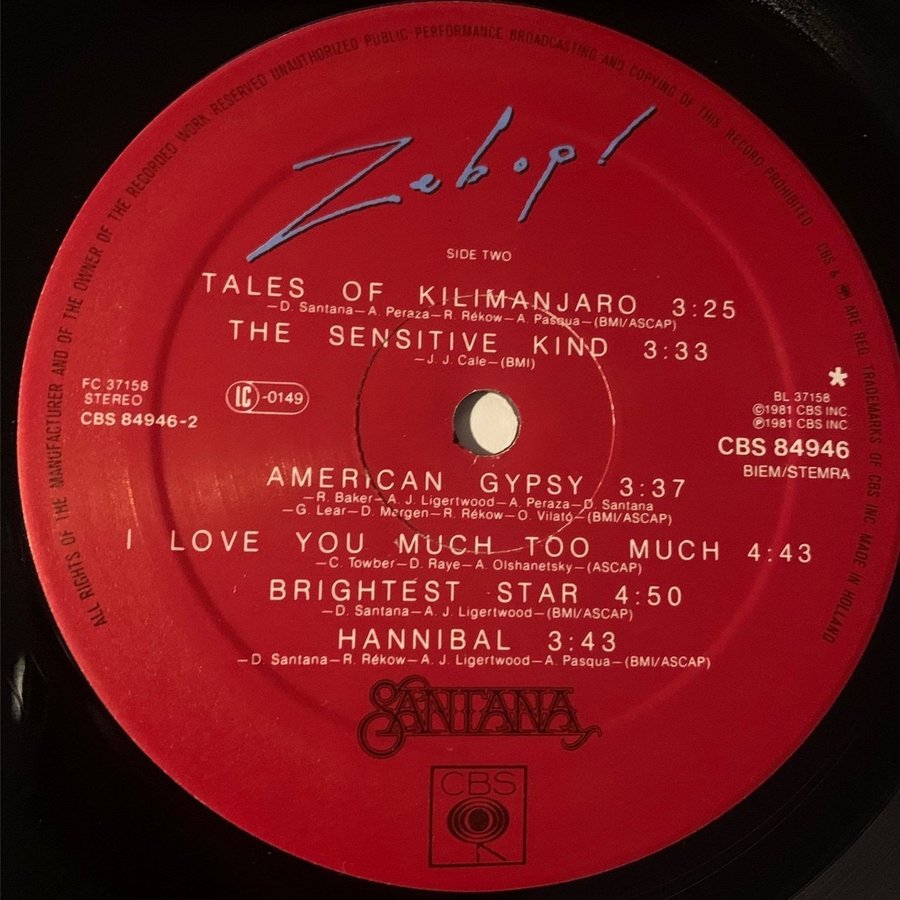 ALL RIGHTS OF THE MANUFACTURER AND OF THE OWNER OF THE RECORDED WORK RESERVED UNAUTHORIZED PUBLIC PERFORMANCE BROADCASTING AND COPYING OF THIS RECORD PROHIBITED
CBS & ARE REG. TRADEMARKS OF CBS INC. MADE IN HOLLAND
Zebop!
SIDE TWO
TALES OF KILIMANJARO 3:25
—D. Santana—A. Peraza—R. Rékow—A. Pasqua—(BMI/ASCAP)
THE SENSITIVE KIND 3:33
—J. J. Cale—(BMI)
FC 37158
STEREO
CBS 84946-2
LC -0149
*
BL 37158
©1981 CBS INC.
℗1981 CBS INC.
CBS 84946
BIEM/STEMRA
AMERICAN GYPSY 3:37
—R. Baker—A. J. Ligertwood—A. Peraza—D. Santana
—G. Lear—D. Margen—R. Rékow—O. Vilató—(BMI/ASCAP)
I LOVE YOU MUCH TOO MUCH 4:43
—C. Towber—D. Raye—A. Olshanetsky—(ASCAP)
BRIGHTEST STAR 4:50
—D. Santana—A. J. Ligertwood—(BMI/ASCAP)
HANNIBAL 3:43
—D. Santana—R. Rékow—A. J. Ligertwood—A. Pasqua—(BMI/ASCAP)
SANTANA
CBS